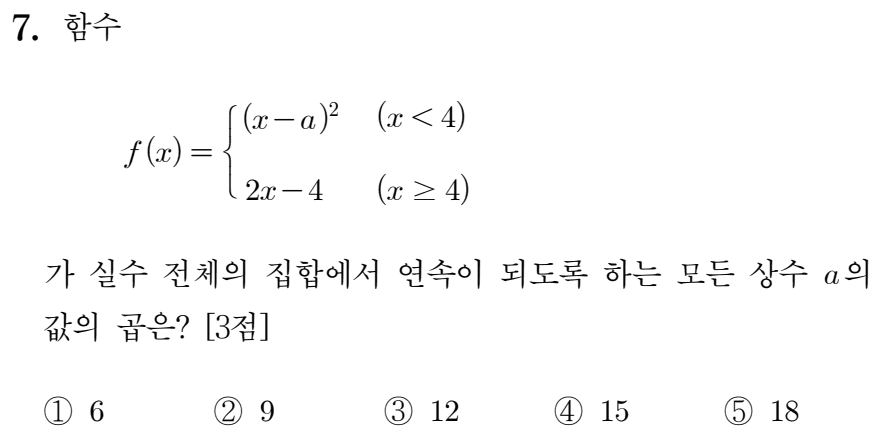 7. 함수
f(x) = { (x-a)² (x < 4)
2x-4 (x ≥ 4)
가 실수 전체의 집합에서 연속이 되도록 하는 모든 상수 a의
값의 곱은? [3점]
① 6 ② 9 ③ 12 ④ 15 ⑤ 18